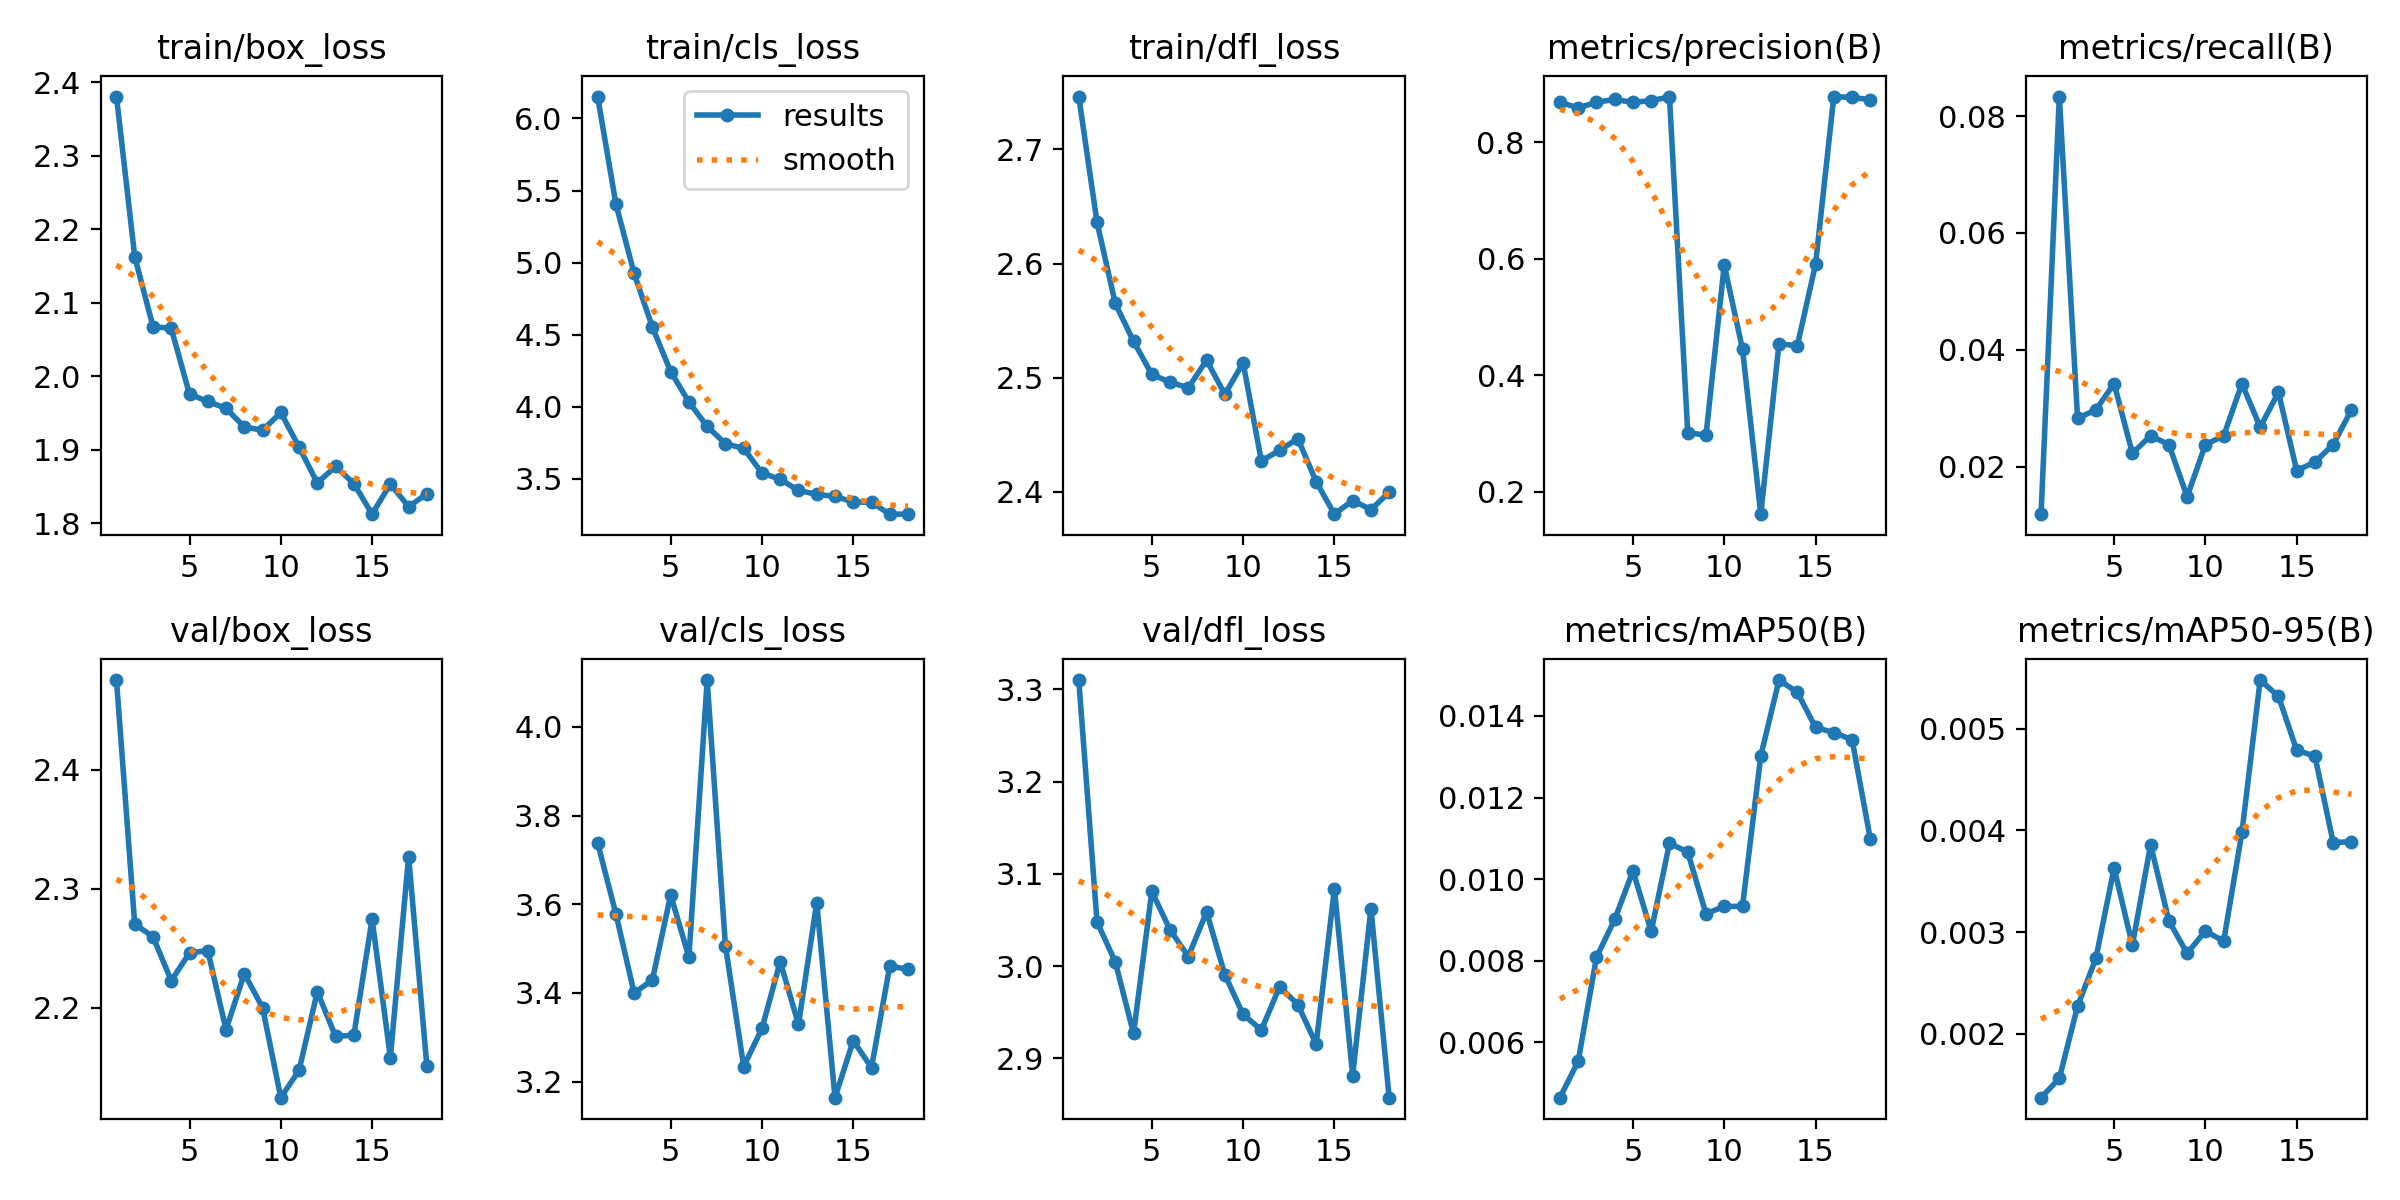 train/box_loss
2.4
2.3
2.2
2.1
2.0
1.9
1.8
5 10 15
train/cls_loss
results
smooth
6.0
5.5
5.0
4.5
4.0
3.5
5 10 15
train/dfl_loss
2.7
2.6
2.5
2.4
5 10 15
metrics/precision(B)
0.8
0.6
0.4
0.2
5 10 15
metrics/recall(B)
0.08
0.06
0.04
0.02
5 10 15
val/box_loss
2.4
2.3
2.2
5 10 15
val/cls_loss
4.0
3.8
3.6
3.4
3.2
5 10 15
val/dfl_loss
3.3
3.2
3.1
3.0
2.9
5 10 15
metrics/mAP50(B)
0.014
0.012
0.010
0.008
0.006
5 10 15
metrics/mAP50-95(B)
0.005
0.004
0.003
0.002
5 10 15